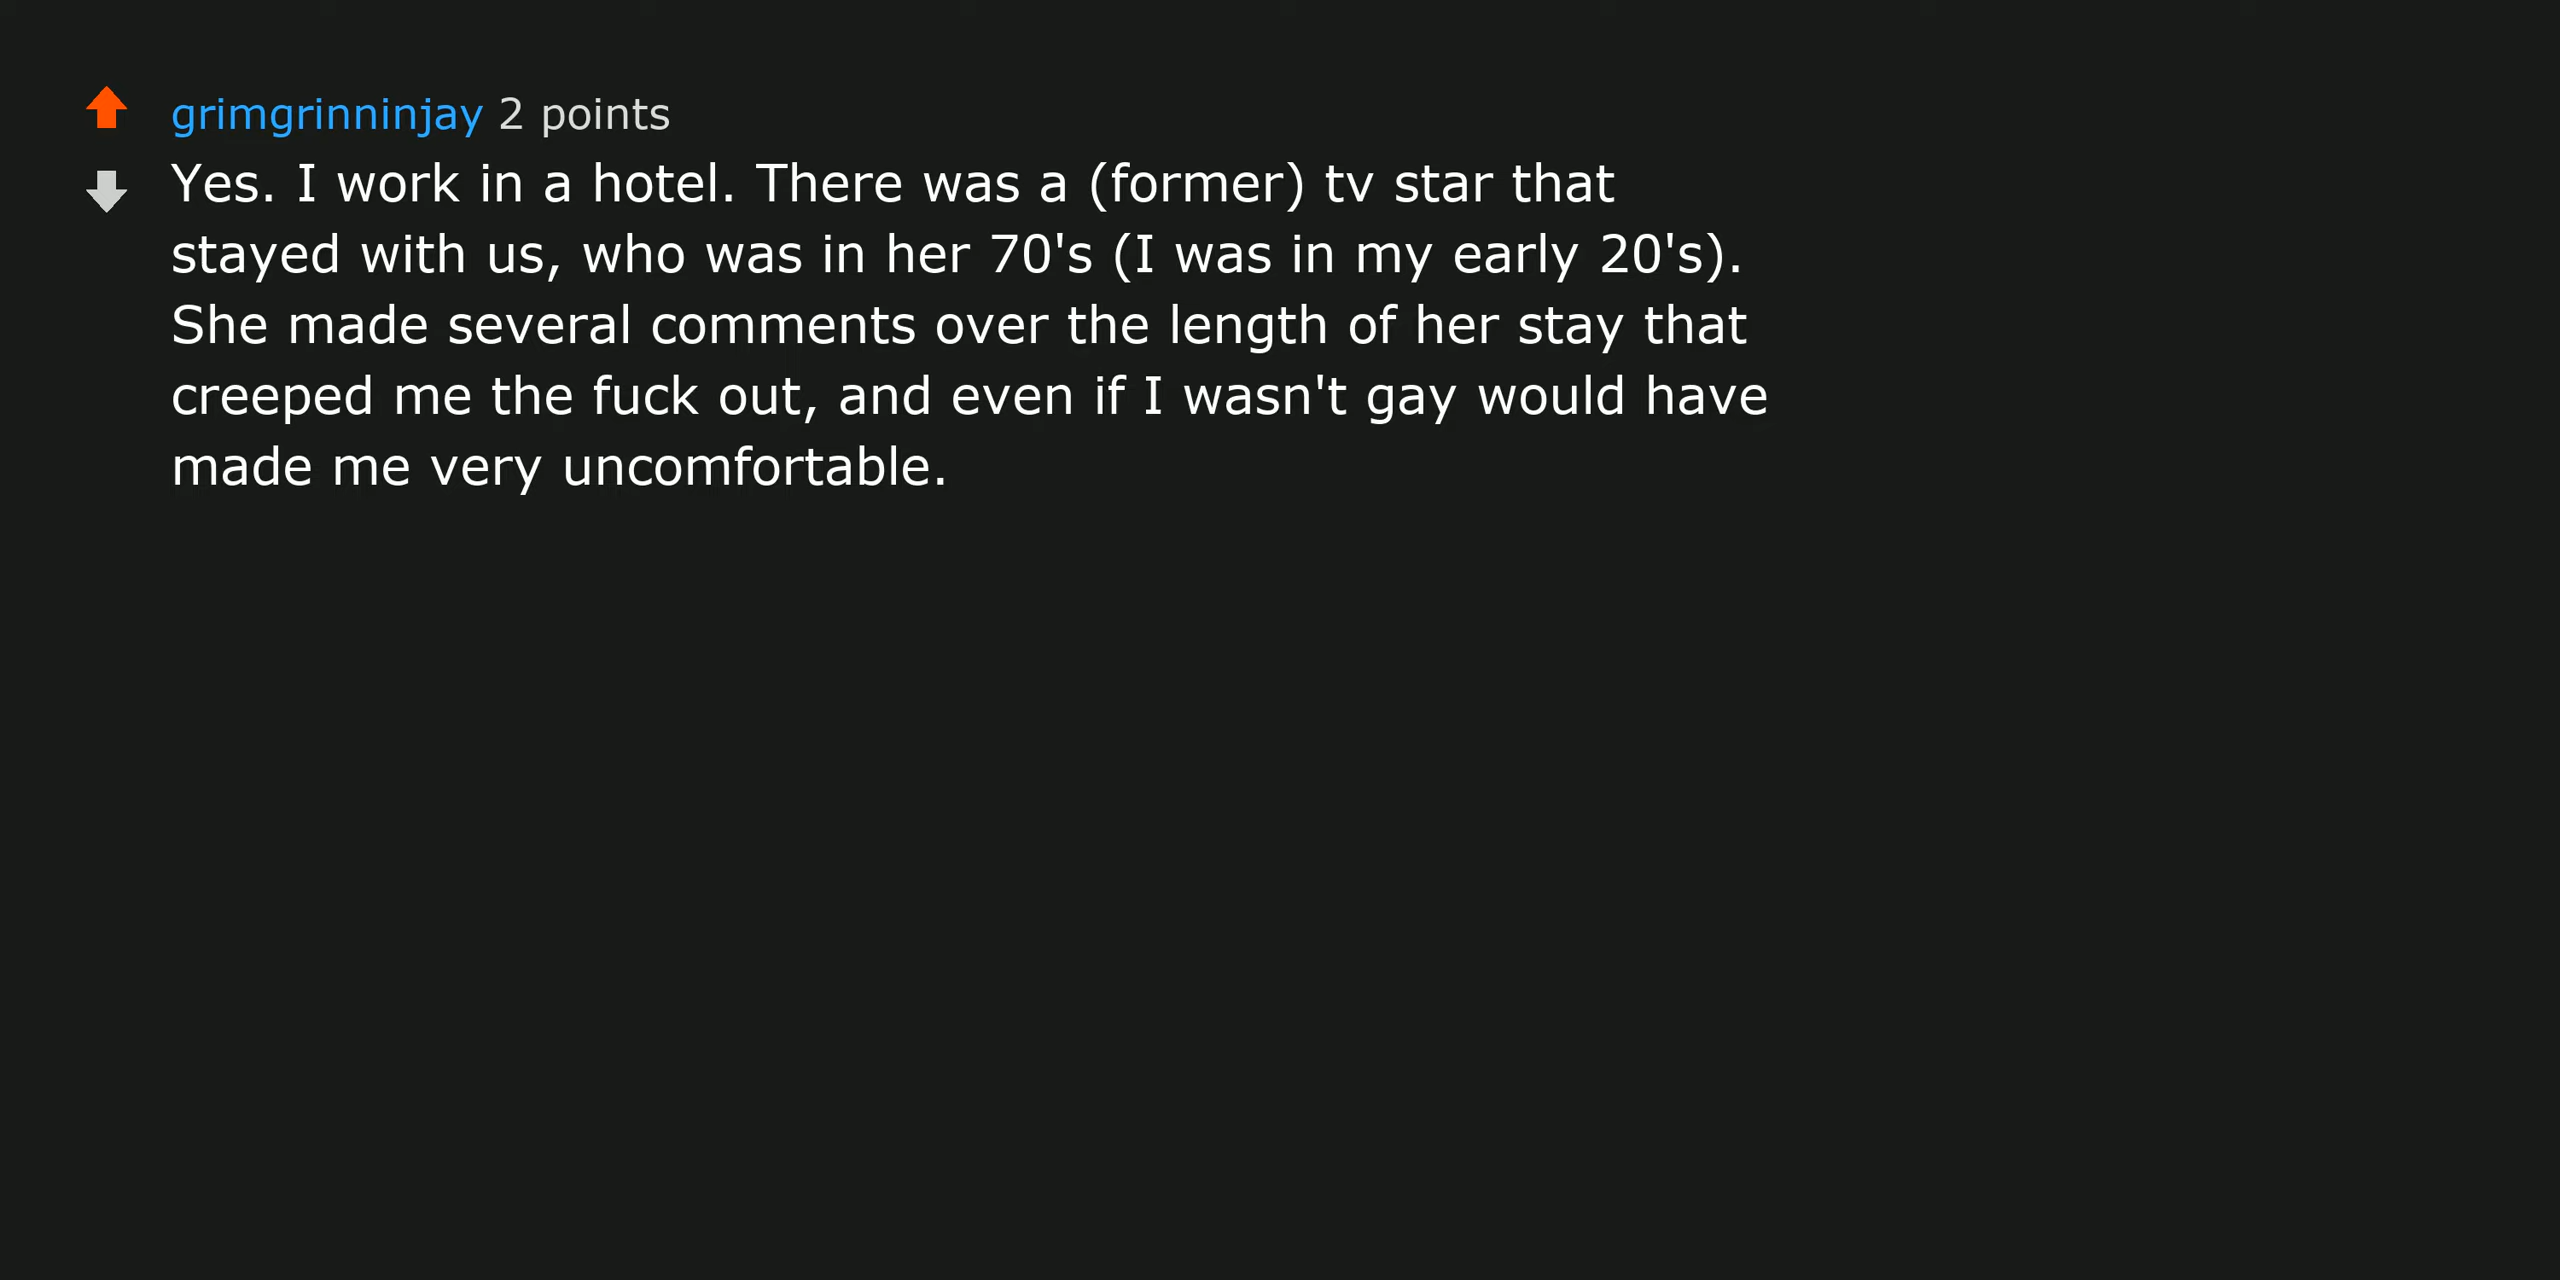 grimgrinninjay 2 points
Yes. I work in a hotel. There was a (former) tv star that
stayed with us, who was in her 70's (I was in my early 20's).
She made several comments over the length of her stay that
creeped me the fuck out, and even if I wasn't gay would have
made me very uncomfortable.